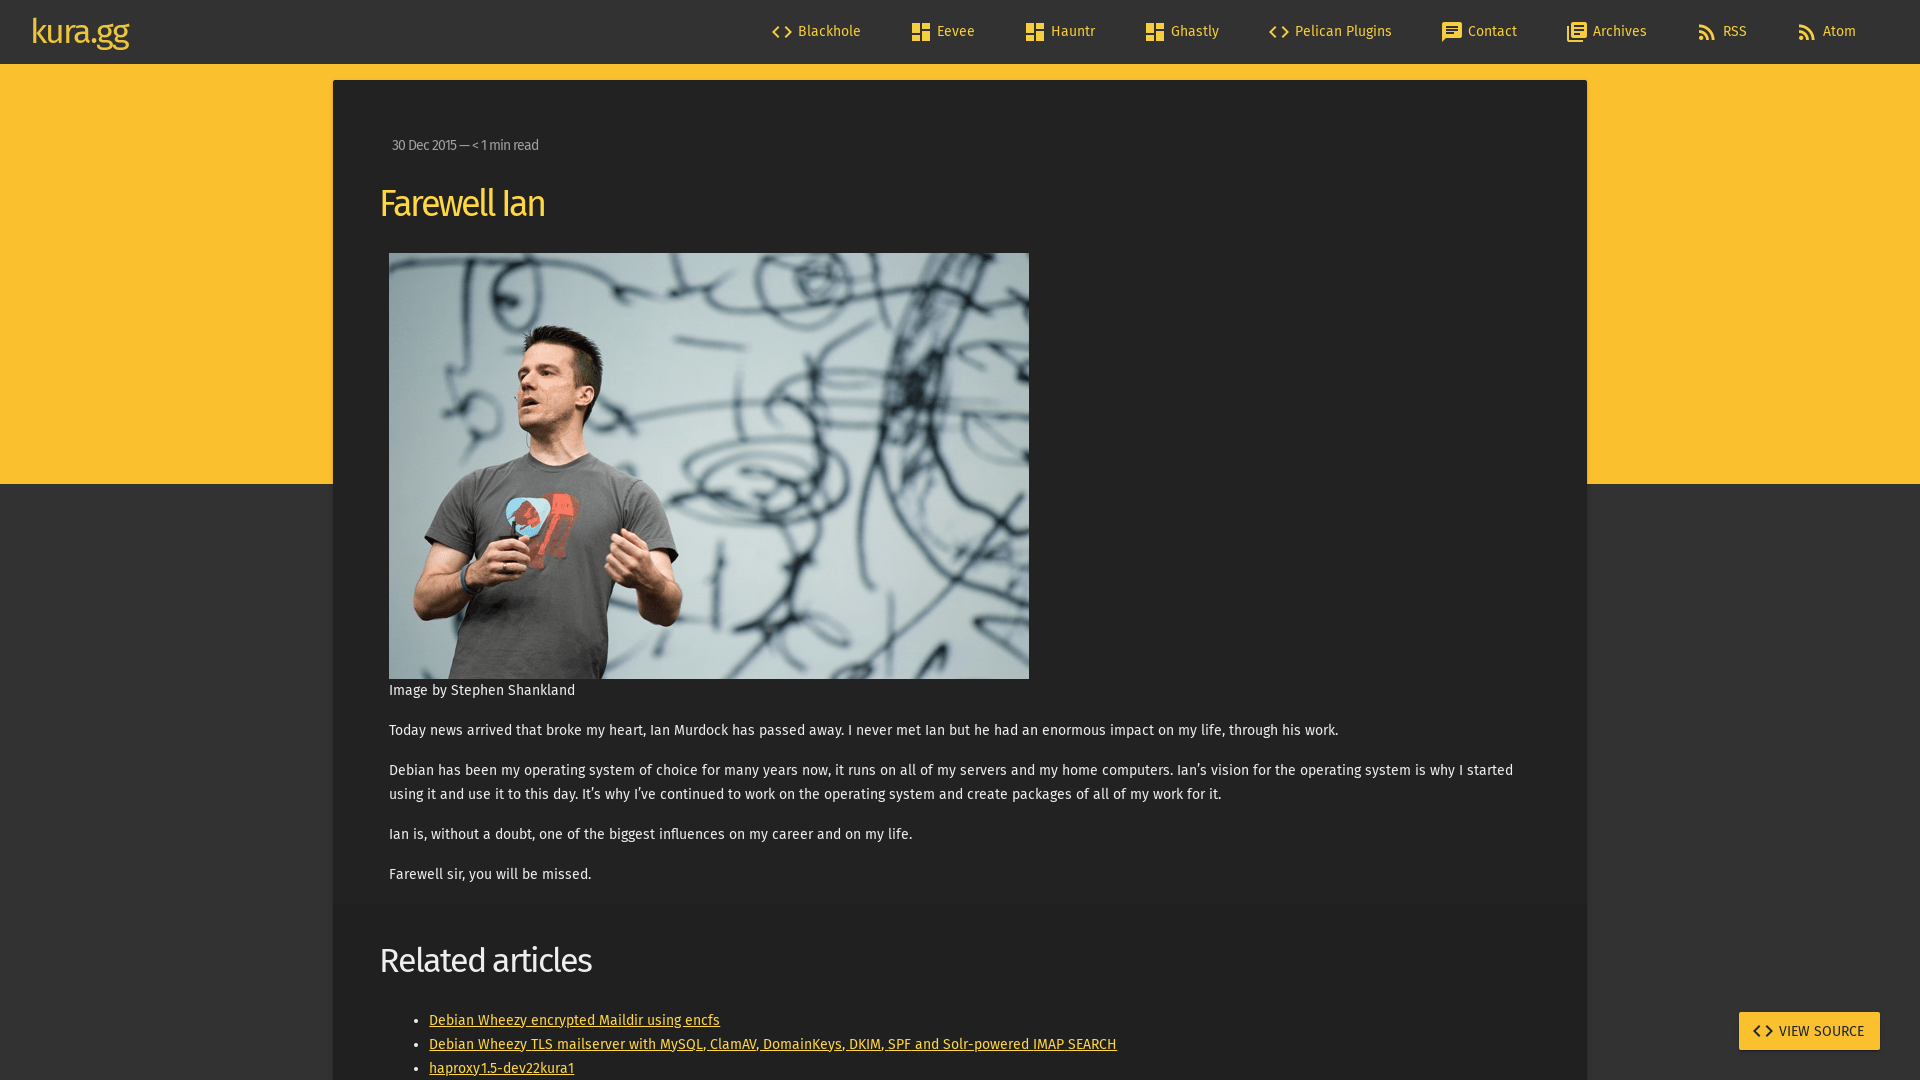 kura.gg
Blackhole
Eevee
Hauntr
Ghastly
Pelican Plugins
Contact
Archives
RSS
Atom
30 Dec 2015 — < 1 min read
Farewell Ian
Image by Stephen Shankland
Today news arrived that broke my heart, Ian Murdock has passed away. I never met Ian but he had an enormous impact on my life, through his work.
Debian has been my operating system of choice for many years now, it runs on all of my servers and my home computers. Ian’s vision for the operating system is why I started
using it and use it to this day. It’s why I’ve continued to work on the operating system and create packages of all of my work for it.
Ian is, without a doubt, one of the biggest influences on my career and on my life.
Farewell sir, you will be missed.
Related articles
Debian Wheezy encrypted Maildir using encfs
Debian Wheezy TLS mailserver with MySQL, ClamAV, DomainKeys, DKIM, SPF and Solr-powered IMAP SEARCH
haproxy1.5-dev22kura1
VIEW SOURCE